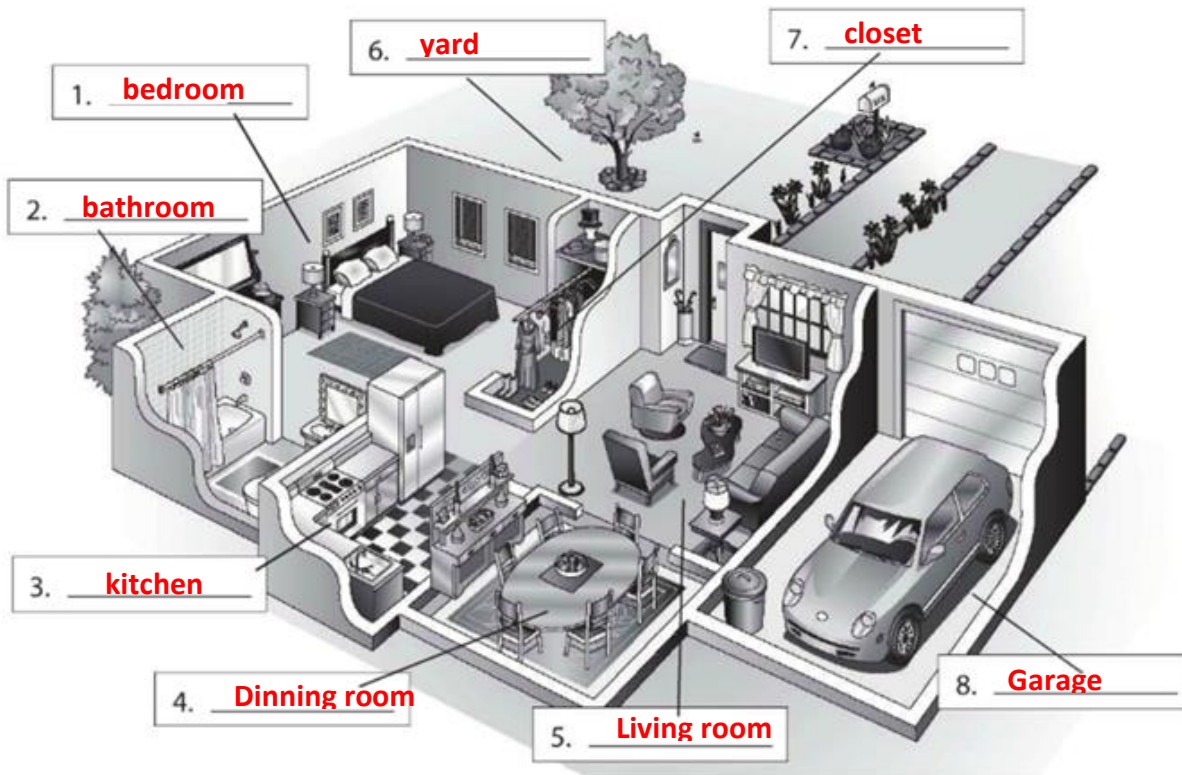 1. bedroom
2. bathroom
3. kitchen
4. Dinning room
5. Living room
6. yard
7. closet
8. Garage